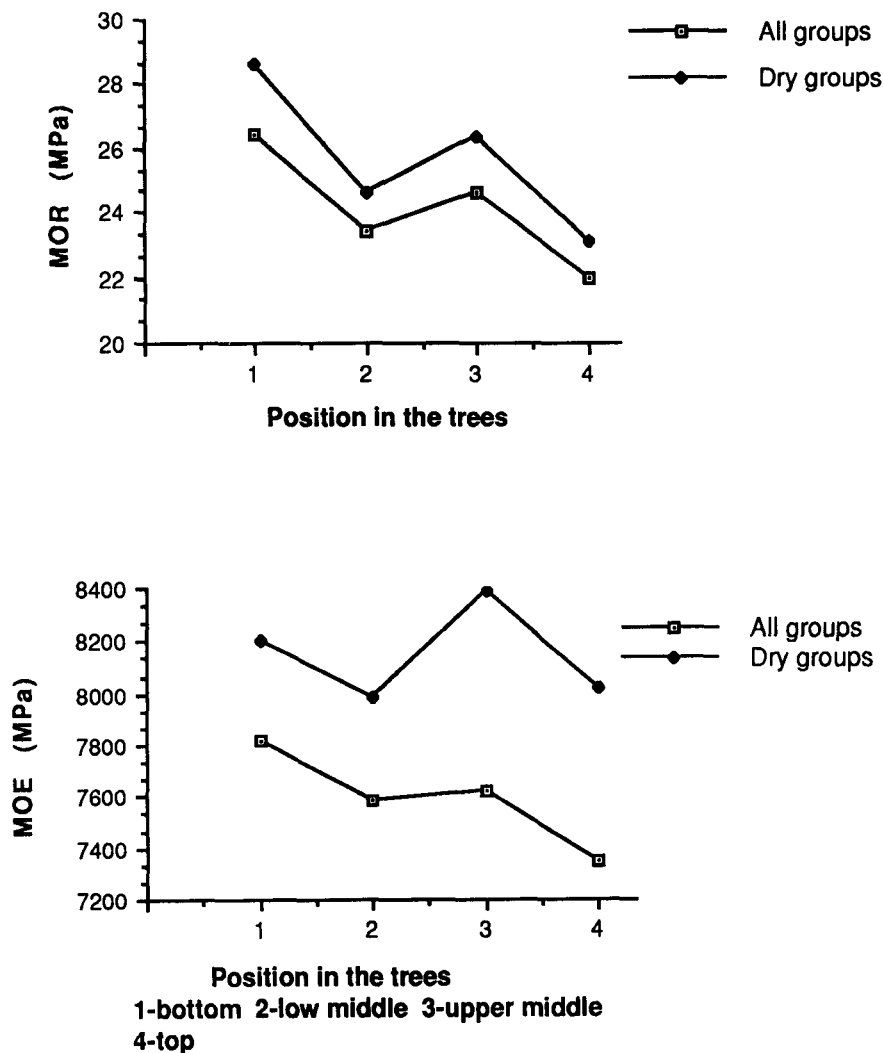 30
28
26
24
22
20
MOR (MPa)
1 2 3 4
Position in the trees
All groups
Dry groups
8400
8200
8000
7800
7600
7400
7200
MOE (MPa)
1 2 3 4
Position in the trees
1-bottom 2-low middle 3-upper middle
4-top
All groups
Dry groups